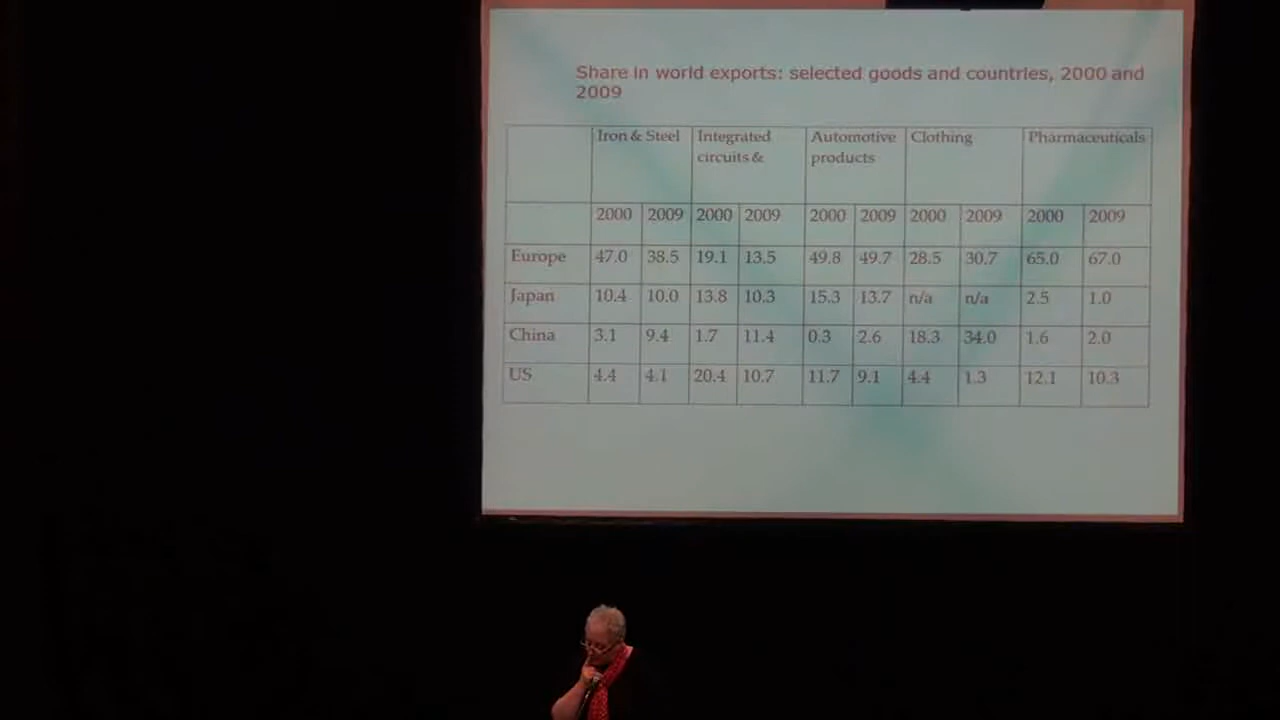 Share in world exports: selected goods and countries, 2000 and
2009
Iron & Steel Integrated Automotive Clothing Pharmaceuticals
circuits & products
2000 2009 2000 2009 2000 2009 2000 2009 2000 2009
Europe 47.0 38.5 19.1 13.5 49.8 49.7 28.5 30.7 65.0 67.0
Japan 10.4 10.0 13.8 10.3 15.3 13.7 n/a n/a 2.5 1.0
China 3.1 9.4 1.7 11.4 0.3 2.6 18.3 34.0 1.6 2.0
US 4.4 4.1 20.4 10.7 11.7 9.1 4.4 1.3 12.1 10.3